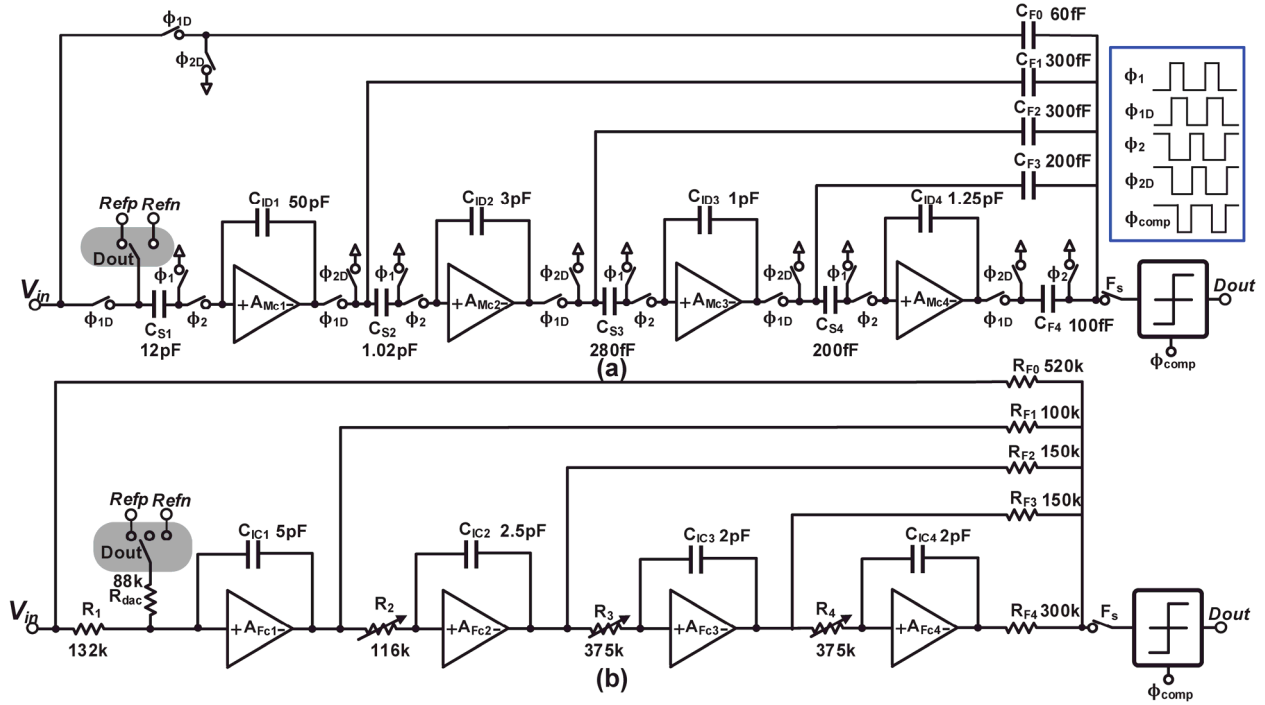 ϕ1D
CF0 60fF
ϕ2D
CF1 300fF
CF2 300fF
CF3 200fF
ϕ1
ϕ1D
ϕ2
ϕ2D
ϕcomp
Refp Refn
Dout
CID1 50pF
CID2 3pF
CID3 1pF
CID4 1.25pF
ϕ1
ϕ2D
ϕ1
ϕ2D
ϕ1
ϕ2D
ϕ1
ϕ2D
ϕ2
Vin
+AMc1-
+AMc2-
+AMc3-
+AMc4-
Fs
Dout
ϕ1D
CS1
ϕ2
ϕ1D
CS2
ϕ2
ϕ1D
CS3
ϕ2
ϕ1D
CS4
ϕ2
ϕ1D
CF4
12pF
1.02pF
280fF
200fF
100fF
ϕcomp
(a)
RF0 520k
RF1 100k
RF2 150k
RF3 150k
Refp Refn
Dout
CIC1 5pF
CIC2 2.5pF
CIC3 2pF
CIC4 2pF
88k
Rdac
Vin
R1
+AFc1-
R2
+AFc2-
R3
+AFc3-
R4
+AFc4-
RF4 300k
Fs
Dout
132k
116k
375k
375k
ϕcomp
(b)